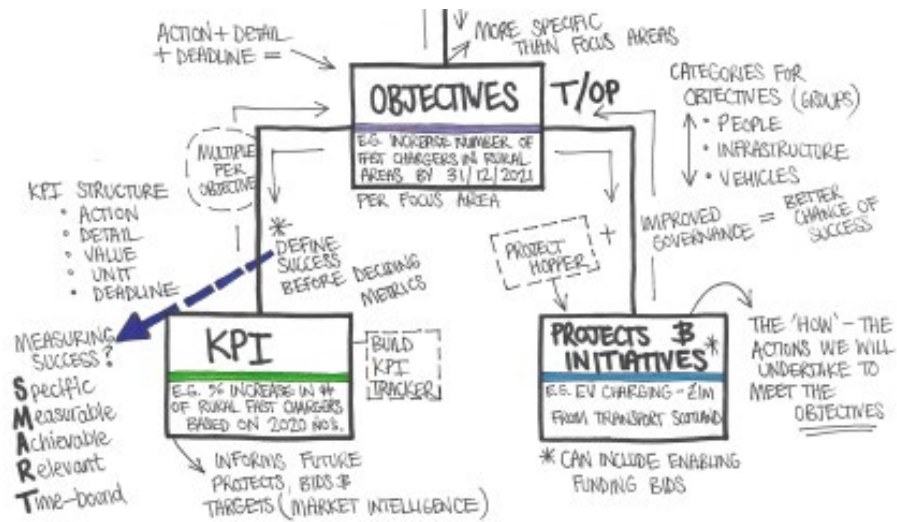 ACTION + DETAIL
+ DEADLINE =
MORE SPECIFIC
THAN FOCUS AREAS
OBJECTIVES
T/OP
E.G. INCREASE NUMBER OF
FAST CHARGERS IN RURAL
AREAS BY 31/12/2021
PER FOCUS AREA
CATEGORIES FOR
OBJECTIVES (GROUPS)
• PEOPLE
• INFRASTRUCTURE
• VEHICLES
MULTIPLE
PER
OBJECTIVE
KPI STRUCTURE
• ACTION
• DETAIL
• VALUE
• UNIT
• DEADLINE
*
DEFINE
SUCCESS
BEFORE DECIDING
METRICS
PROJECT
HOPPER
+
IMPROVED
GOVERNANCE = BETTER
CHANCE OF
SUCCESS
MEASURING
SUCCESS?
Specific
Measurable
Achievable
Relevant
Time-bound
KPI
E.G. % INCREASE IN #
OF RURAL FAST CHARGERS
BASED ON 2020 NO'S.
BUILD
KPI
TRACKER
INFORMS FUTURE
PROJECTS, BIDS &
TARGETS (MARKET INTELLIGENCE)
PROJECTS &
INITIATIVES*
E.G. EV CHARGING - £1M
FROM TRANSPORT SCOTLAND
* CAN INCLUDE ENABLING
FUNDING BIDS
THE 'HOW' - THE
ACTIONS WE WILL
UNDERTAKE TO
MEET THE
OBJECTIVES